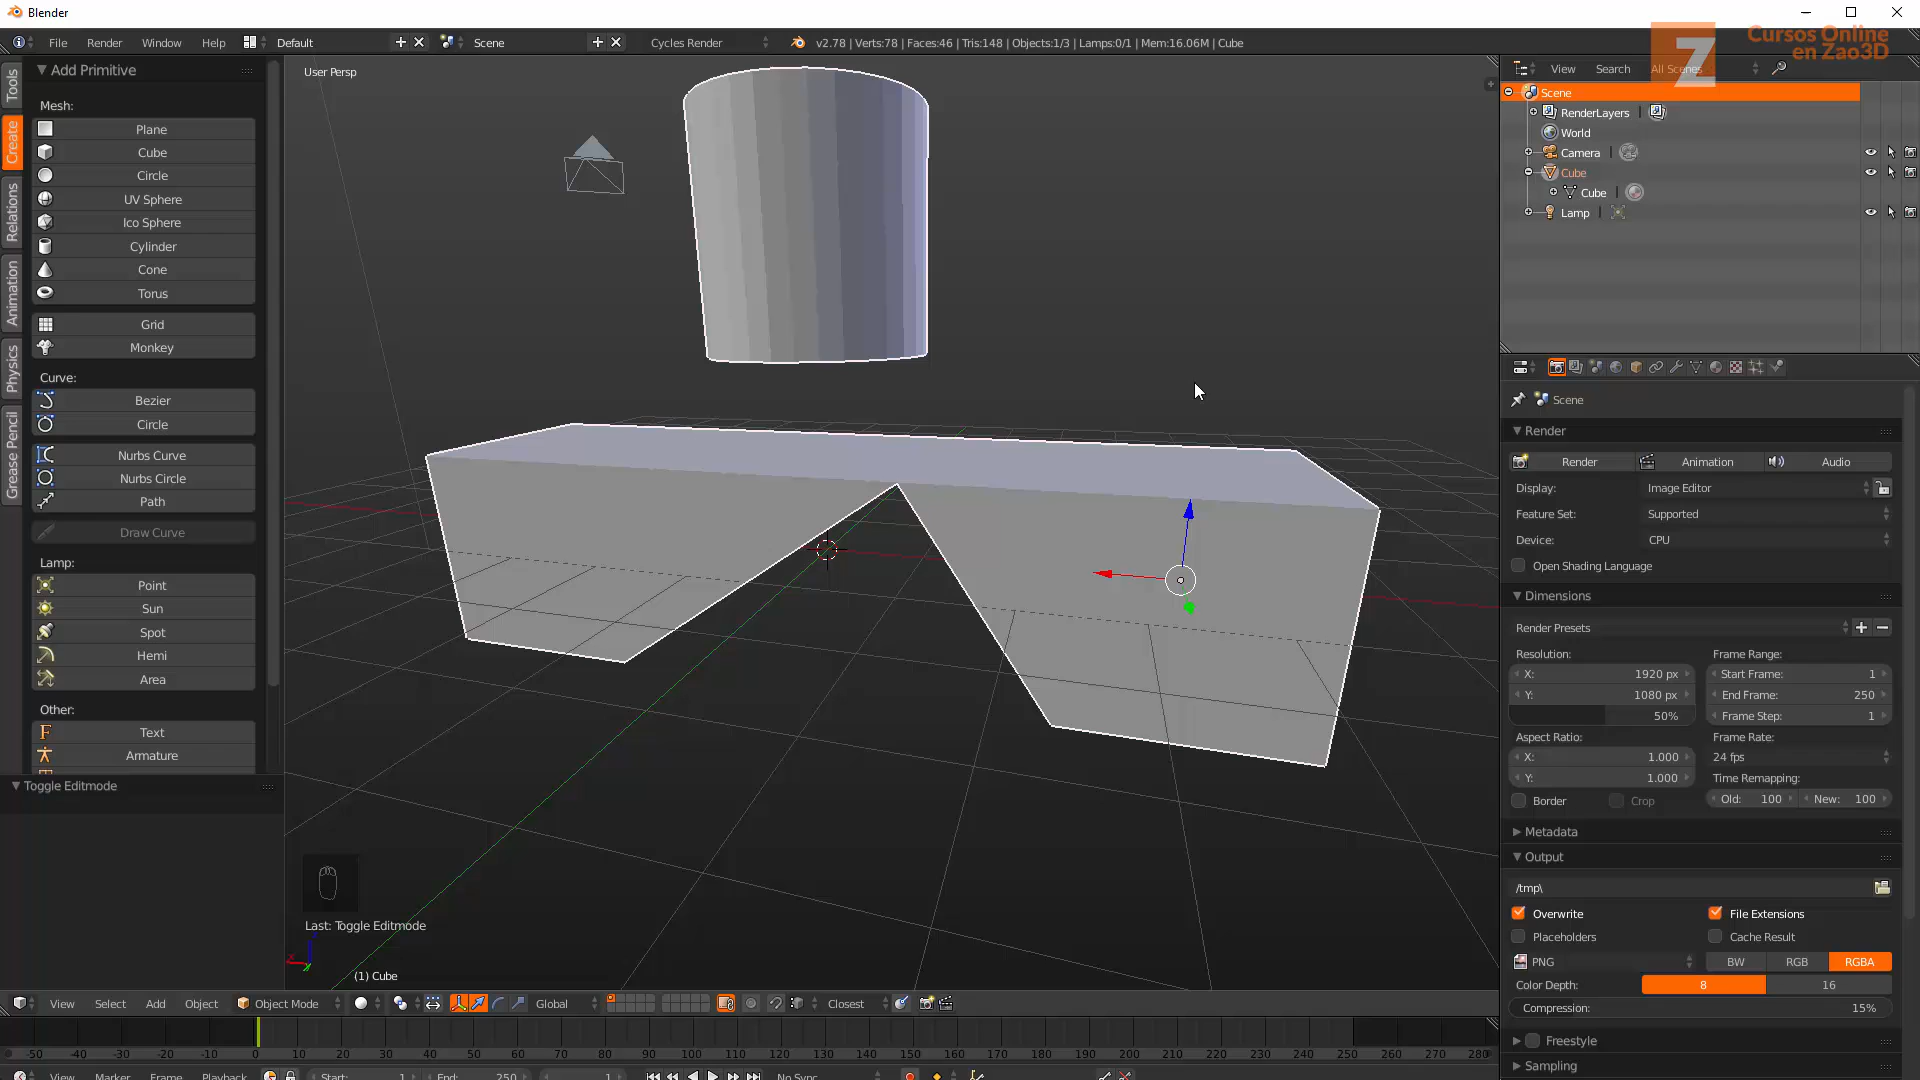 Blender
File Render Window Help Default Scene Cycles Render v2.78 | Verts:78 | Faces:46 | Tris:148 | Objects:1/3 | Lamps:0/1 | Mem:16.06M | Cube
Z Cursos Online
en Zao3D
Tools
Create
Relations
Animation
Physics
Grease Pencil
Add Primitive
Mesh:
Plane
Cube
Circle
UV Sphere
Ico Sphere
Cylinder
Cone
Torus
Grid
Monkey
Curve:
Bezier
Circle
Nurbs Curve
Nurbs Circle
Path
Draw Curve
Lamp:
Point
Sun
Spot
Hemi
Area
Other:
Text
Armature
Toggle Editmode
User Persp
Last: Toggle Editmode
(1) Cube
View Select Add Object Object Mode Global Closest
-50 -40 -30 -20 -10 0 10 20 30 40 50 60 70 80 90 100 110 120 130 140 150 160 170 180 190 200 210 220 230 240 250 260 270 280
View Marker Frame Playback Start: 1 End: 250 1 No Sync
View Search All Scenes
Scene
RenderLayers
World
Camera
Cube
Cube
Lamp
Scene
Render
Render Animation Audio
Display: Image Editor
Feature Set: Supported
Device: CPU
Open Shading Language
Dimensions
Render Presets
Resolution: Frame Range:
X: 1920 px Start Frame: 1
Y: 1080 px End Frame: 250
50% Frame Step: 1
Aspect Ratio: Frame Rate:
X: 1.000 24 fps
Y: 1.000 Time Remapping:
Border Crop Old: 100 New: 100
Metadata
Output
/tmp\
Overwrite File Extensions
Placeholders Cache Result
PNG BW RGB RGBA
Color Depth: 8 16
Compression: 15%
Freestyle
Sampling